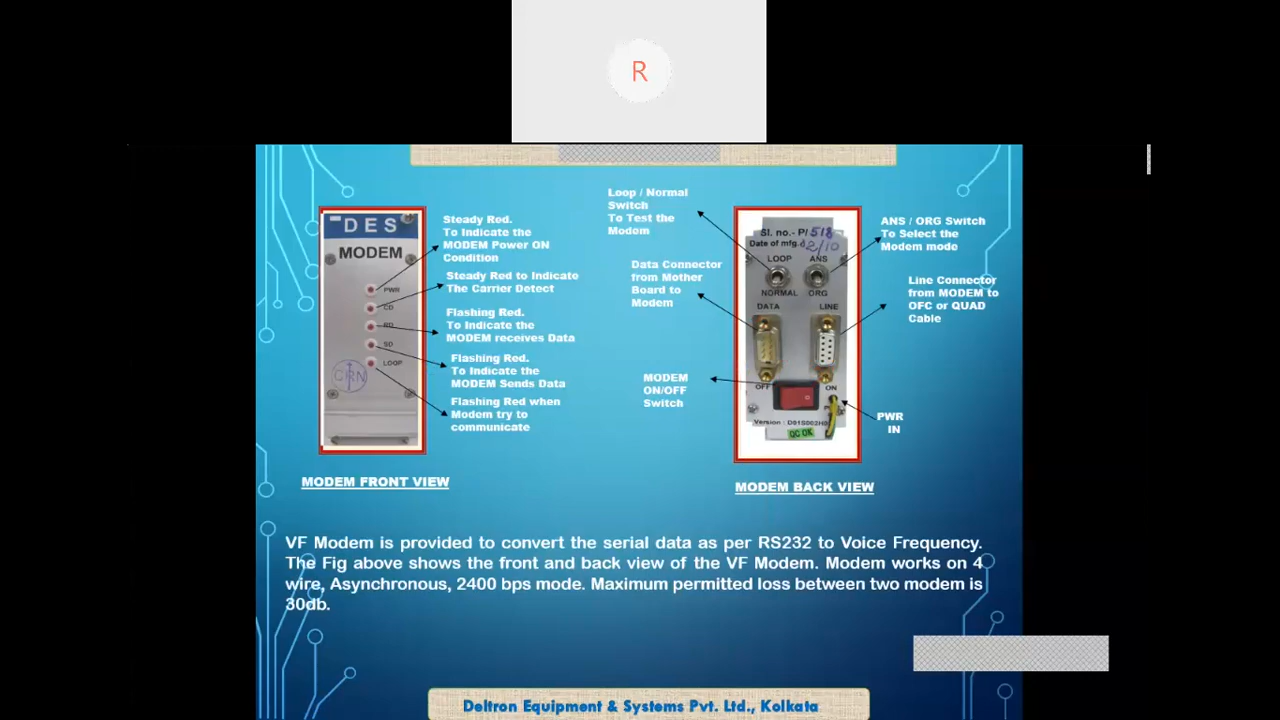 R
Loop / Normal
Switch
To Test the
Modem
Steady Red.
To Indicate the
MODEM Power ON
Condition
Steady Red to Indicate
The Carrier Detect
Flashing Red.
To Indicate the
MODEM receives Data
Flashing Red.
To Indicate the
MODEM Sends Data
Flashing Red when
Modem try to
communicate
DES
MODEM
PWR
CD
RD
SD
LOOP
CRN
MODEM FRONT VIEW
Data Connector
from Mother
Board to
Modem
MODEM
ON/OFF
Switch
Sl. no.- P/518
Date of mfg. 2/10
LOOP ANS
NORMAL ORG
DATA LINE
OFF ON
Version : D01S002H0
QC OK
ANS / ORG Switch
To Select the
Modem mode
Line Connector
from MODEM to
OFC or QUAD
Cable
PWR
IN
MODEM BACK VIEW
VF Modem is provided to convert the serial data as per RS232 to Voice Frequency.
The Fig above shows the front and back view of the VF Modem. Modem works on 4
wire, Asynchronous, 2400 bps mode. Maximum permitted loss between two modem is
30db.
Deltron Equipment & Systems Pvt. Ltd., Kolkata